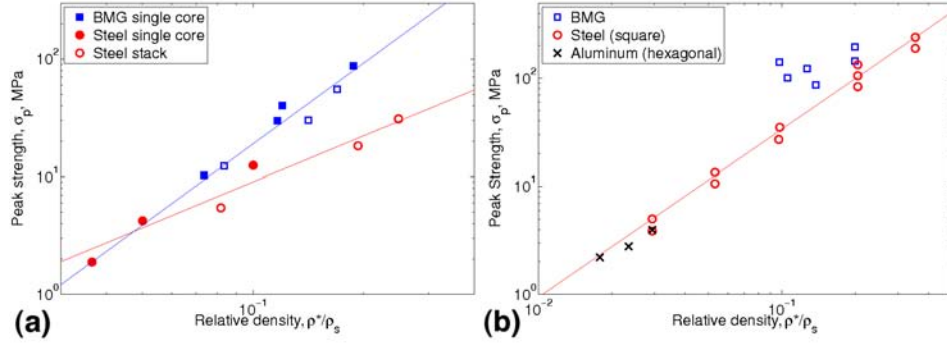 BMG single core
Steel single core
Steel stack
10²
10¹
10⁰
Peak strength, σₚ, MPa
10⁻¹
Relative density, ρ*/ρₛ
(a)
BMG
Steel (square)
Aluminum (hexagonal)
10²
10¹
10⁰
Peak Strength, σₚ, MPa
10⁻²
10⁻¹
Relative density, ρ*/ρₛ
(b)